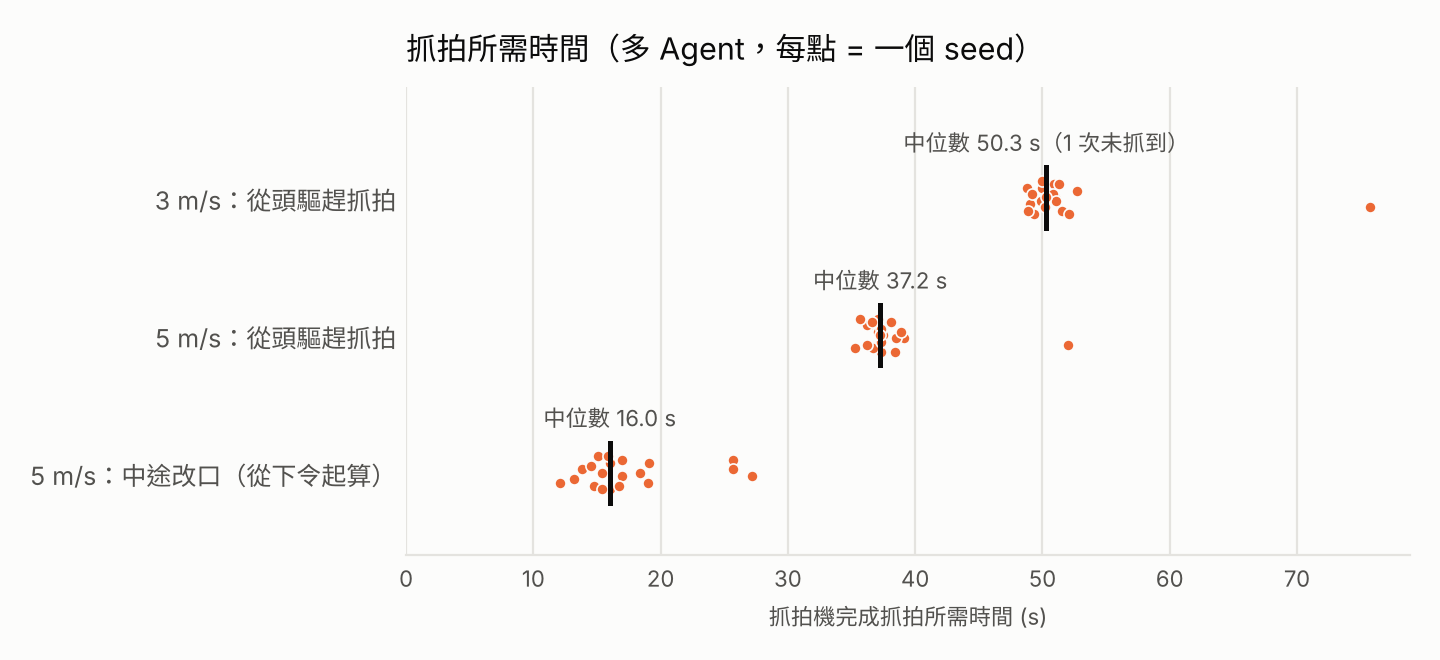 抓拍所需時間（多 Agent，每點 = 一個 seed）
中位數 50.3 s（1 次未抓到）
3 m/s：從頭驅趕抓拍
中位數 37.2 s
5 m/s：從頭驅趕抓拍
中位數 16.0 s
5 m/s：中途改口（從下令起算）
0 10 20 30 40 50 60 70
抓拍機完成抓拍所需時間 (s)